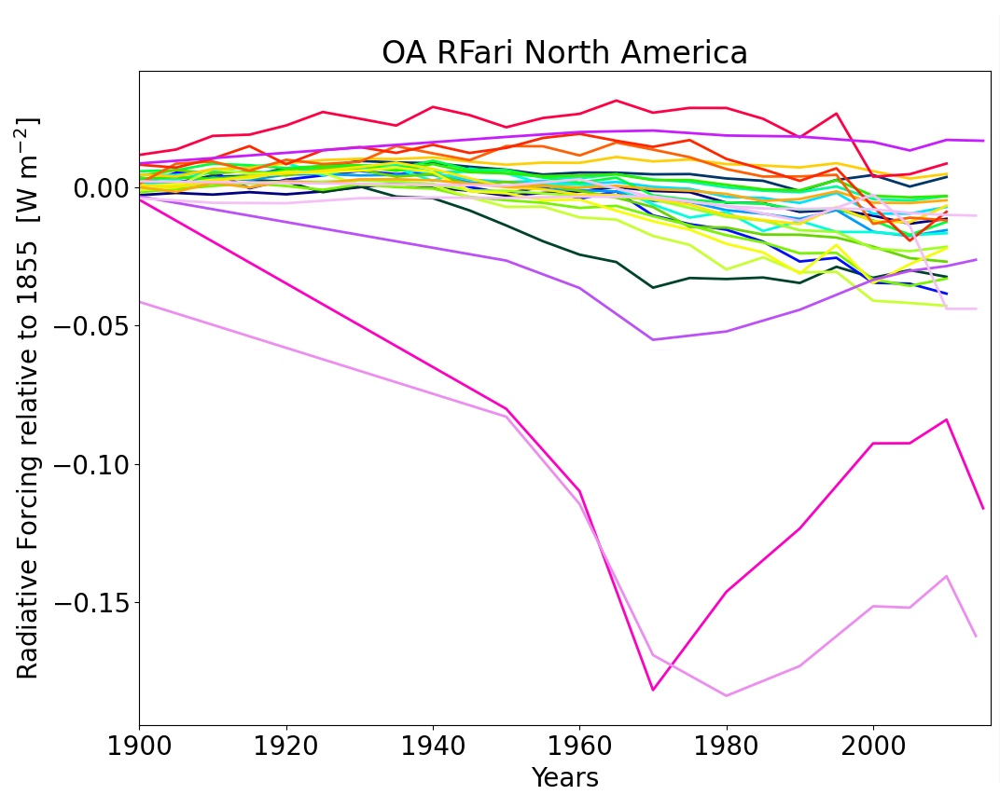 OA RFari North America
Radiative Forcing relative to 1855 [W m⁻²]
0.00
−0.05
−0.10
−0.15
1900 1920 1940 1960 1980 2000
Years